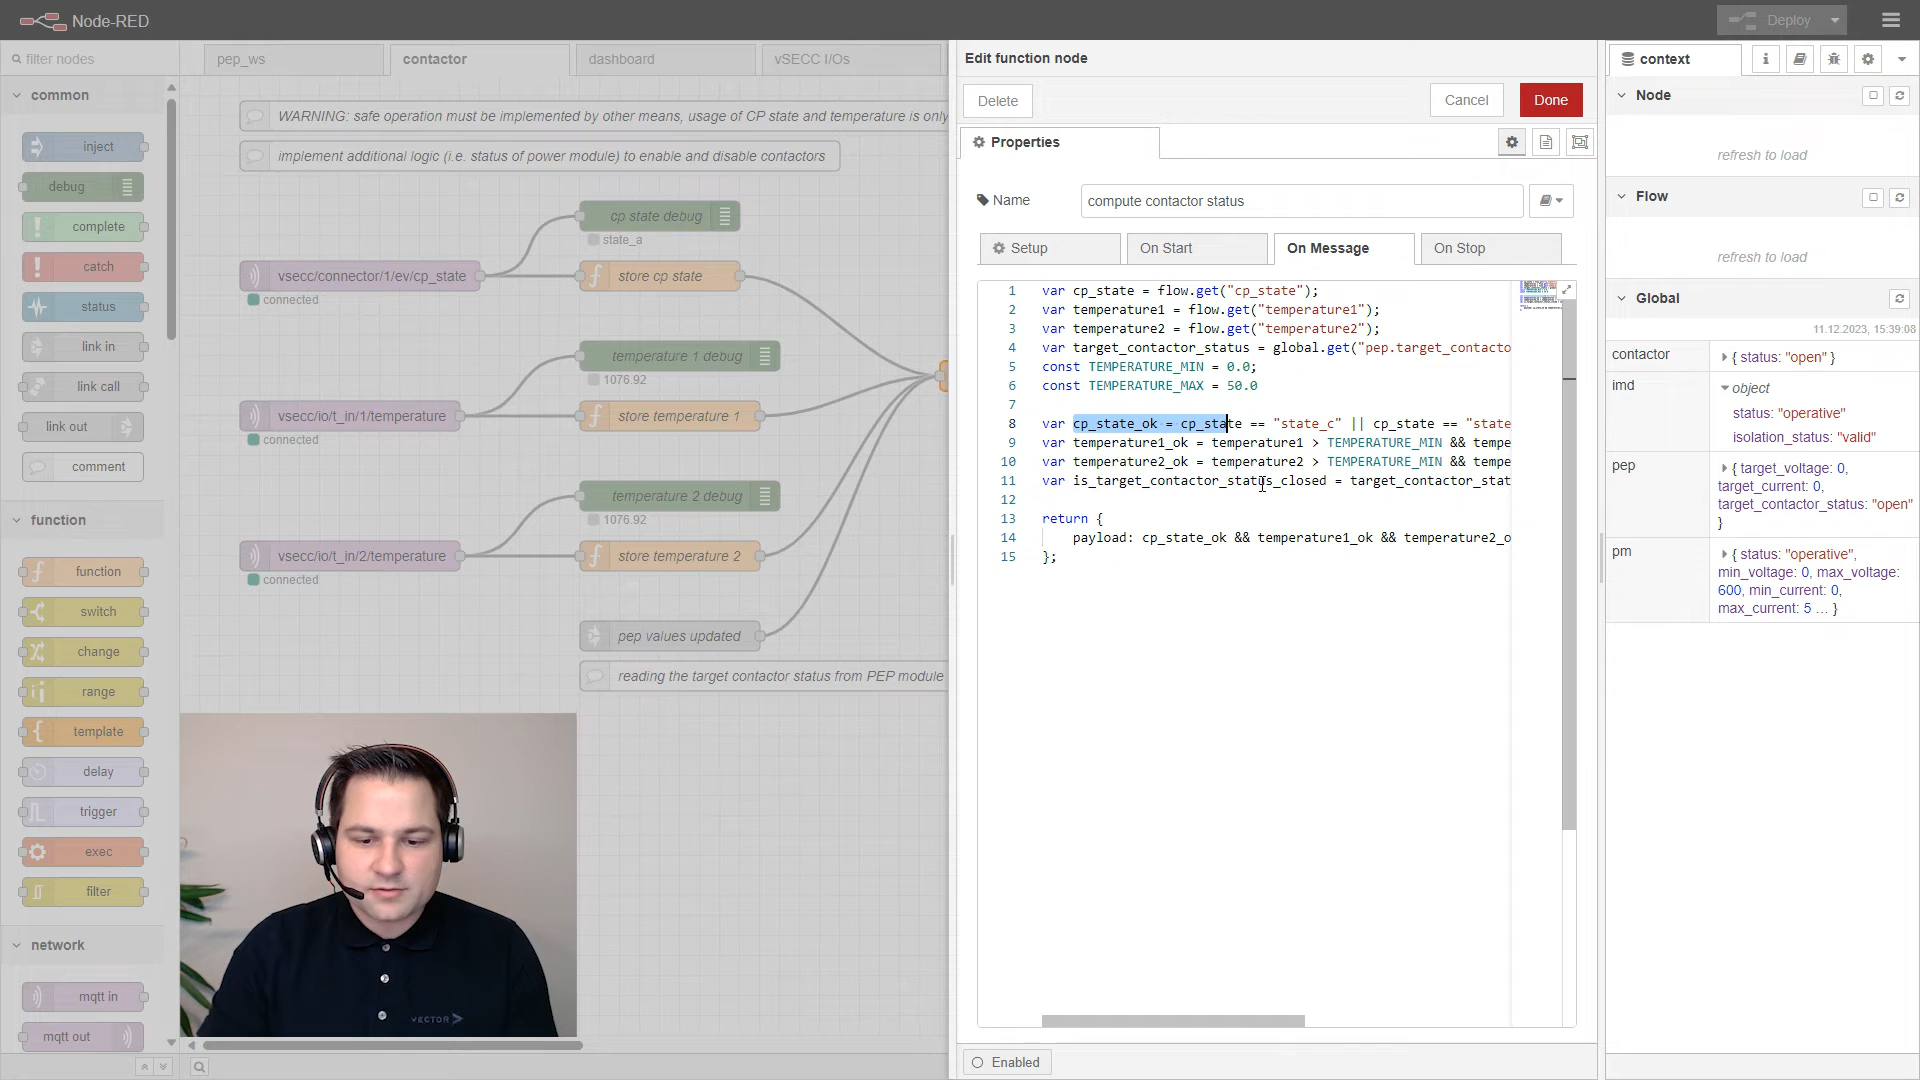 Node-RED
Deploy
filter nodes
pep_ws
contactor
dashboard
vSECC I/Os
common
inject
debug
complete
catch
status
link in
link call
link out
comment
function
function
switch
change
range
template
delay
trigger
exec
filter
network
mqtt in
mqtt out
WARNING: safe operation must be implemented by other means, usage of CP state and temperature is only
implement additional logic (i.e. status of power module) to enable and disable contactors
cp state debug
state_a
vsecc/connector/1/ev/cp_state
store cp state
connected
temperature 1 debug
1076.92
vsecc/io/t_in/1/temperature
store temperature 1
connected
temperature 2 debug
1076.92
vsecc/io/t_in/2/temperature
store temperature 2
connected
pep values updated
reading the target contactor status from PEP module
VECTOR
Edit function node
Delete
Cancel
Done
Properties
Name
compute contactor status
Setup
On Start
On Message
On Stop
1 var cp_state = flow.get("cp_state");
2 var temperature1 = flow.get("temperature1");
3 var temperature2 = flow.get("temperature2");
4 var target_contactor_status = global.get("pep.target_contacto
5 const TEMPERATURE_MIN = 0.0;
6 const TEMPERATURE_MAX = 50.0
7
8 var cp_state_ok = cp_state == "state_c" || cp_state == "state
9 var temperature1_ok = temperature1 > TEMPERATURE_MIN && tempe
10 var temperature2_ok = temperature2 > TEMPERATURE_MIN && tempe
11 var is_target_contactor_status_closed = target_contactor_stat
12
13 return {
14 payload: cp_state_ok && temperature1_ok && temperature2_o
15 };
Enabled
context
i
Node
refresh to load
Flow
refresh to load
Global
11.12.2023, 15:39:08
contactor
{ status: "open" }
imd
object
status: "operative"
isolation_status: "valid"
pep
{ target_voltage: 0,
target_current: 0,
target_contactor_status: "open"
}
pm
{ status: "operative",
min_voltage: 0, max_voltage:
600, min_current: 0,
max_current: 5 … }